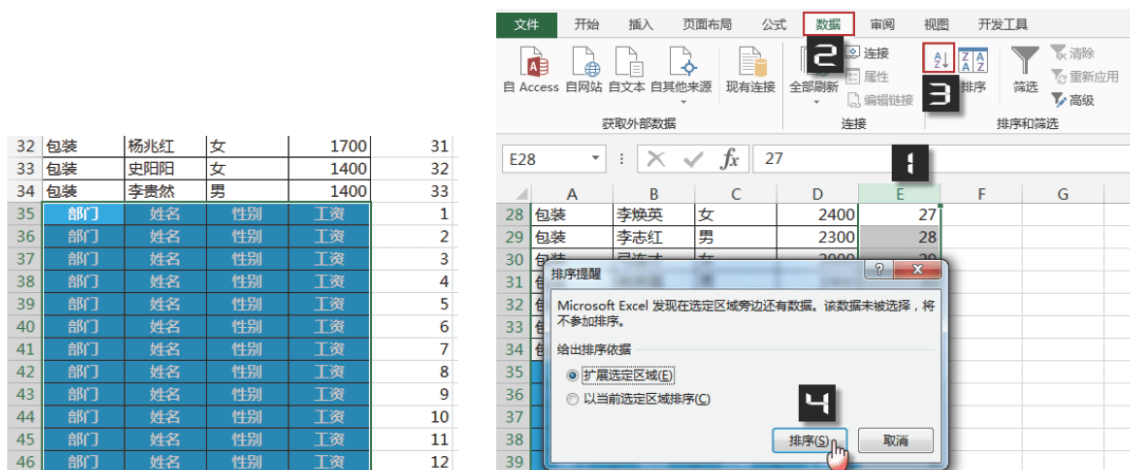 32 包装 杨兆红 女 1700 31
33 包装 史阳阳 女 1400 32
34 包装 李贵然 男 1400 33
35 部门 姓名 性别 工资 1
36 部门 姓名 性别 工资 2
37 部门 姓名 性别 工资 3
38 部门 姓名 性别 工资 4
39 部门 姓名 性别 工资 5
40 部门 姓名 性别 工资 6
41 部门 姓名 性别 工资 7
42 部门 姓名 性别 工资 8
43 部门 姓名 性别 工资 9
44 部门 姓名 性别 工资 10
45 部门 姓名 性别 工资 11
46 部门 姓名 性别 工资 12
文件 开始 插入 页面布局 公式 数据 审阅 视图 开发工具
2
3
自 Access 自网站 自文本 自其他来源 现有连接 全部刷新
连接
属性
编辑链接
排序 筛选
清除
重新应用
高级
获取外部数据 连接 排序和筛选
E28 fx 27
1
A B C D E F G
28 包装 李焕英 女 2400 27
29 包装 李志红 男 2300 28
30
31
32
33
34
35
36
37
38
39
排序提醒
Microsoft Excel 发现在选定区域旁边还有数据。该数据未被选择，将
不参加排序。
给出排序依据
扩展选定区域(E)
以当前选定区域排序(C)
4
排序(S) 取消